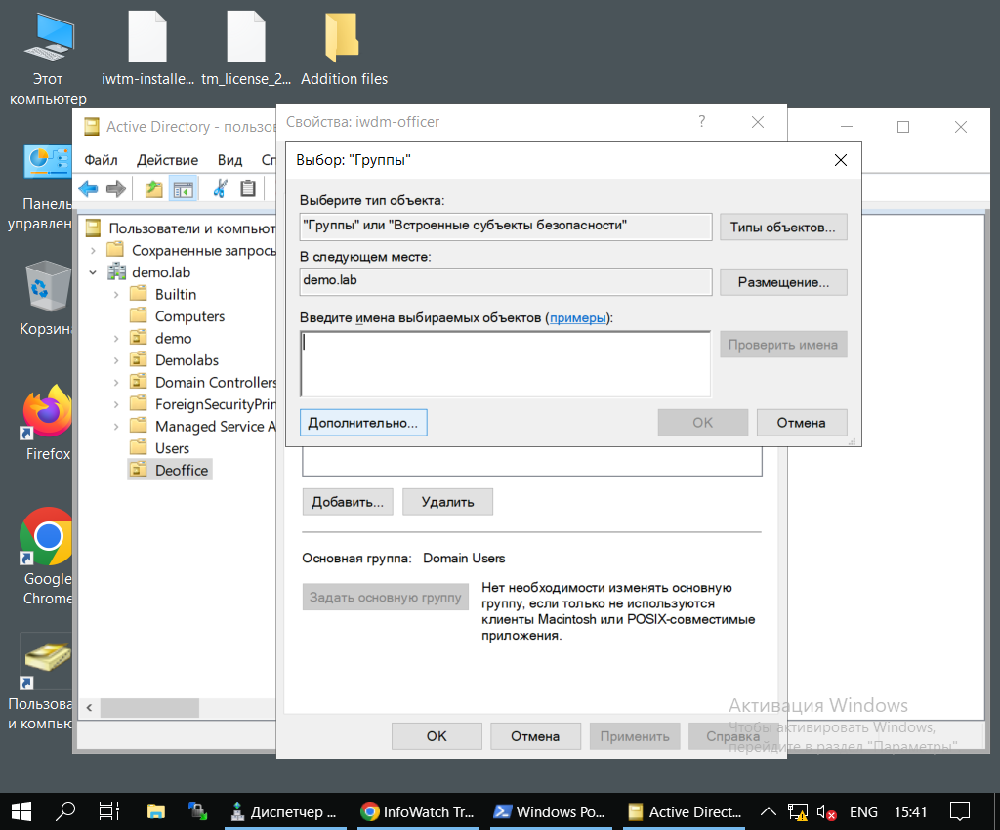 Этот
компьютер
iwtm-installe...
tm_license_2...
Addition files
Active Directory - пользо
Свойства: iwdm-officer
?
Файл Действие Вид Сп
Выбор: "Группы"
Выберите тип объекта:
"Группы" или "Встроенные субъекты безопасности"
Типы объектов...
В следующем месте:
demo.lab
Размещение...
Введите имена выбираемых объектов (примеры):
Проверить имена
Дополнительно...
OK
Отмена
Панель
управлен
Корзина
Firefox
Google
Chrome
Пользова
и компью
Пользователи и компьют
Сохраненные запросы
demo.lab
Builtin
Computers
demo
Demolabs
Domain Controllers
ForeignSecurityPrin
Managed Service A
Users
Deoffice
Добавить...
Удалить
Основная группа: Domain Users
Задать основную группу
Нет необходимости изменять основную
группу, если только не используются
клиенты Macintosh или POSIX-совместимые
приложения.
OK
Отмена
Применить
Справка
Активация Windows
Чтобы активировать Windows,
перейдите в раздел "Параметры"
Диспетчер ...
InfoWatch Tr...
Windows Po...
Active Direct...
ENG
15:41